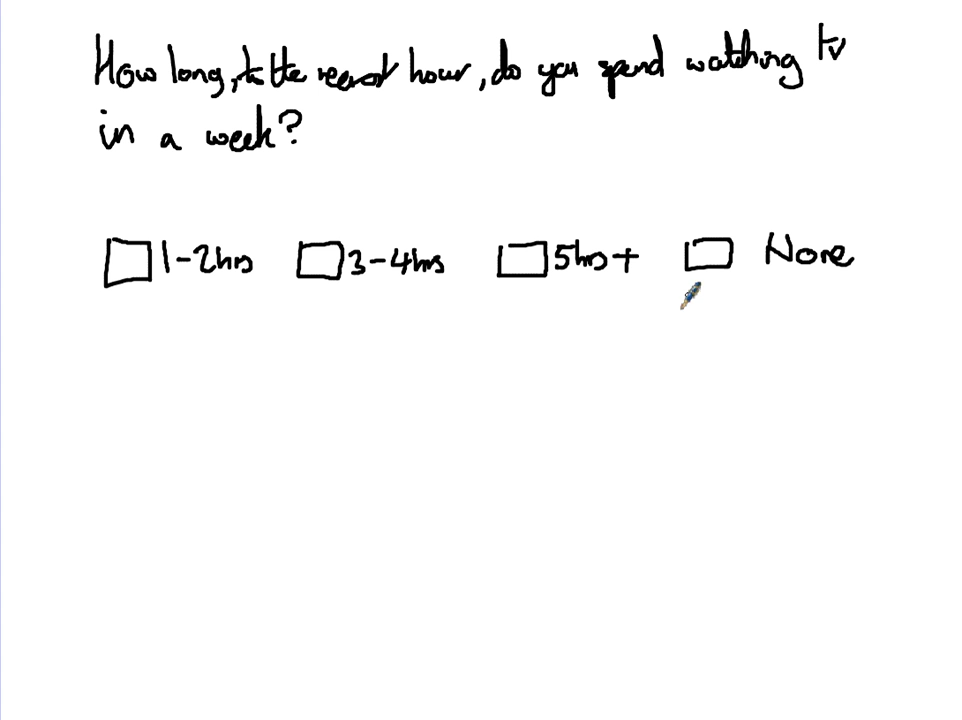 How long, to the nearest hour, do you spend watching tv
in a week?
1-2hrs 3-4hrs 5hrs+ None